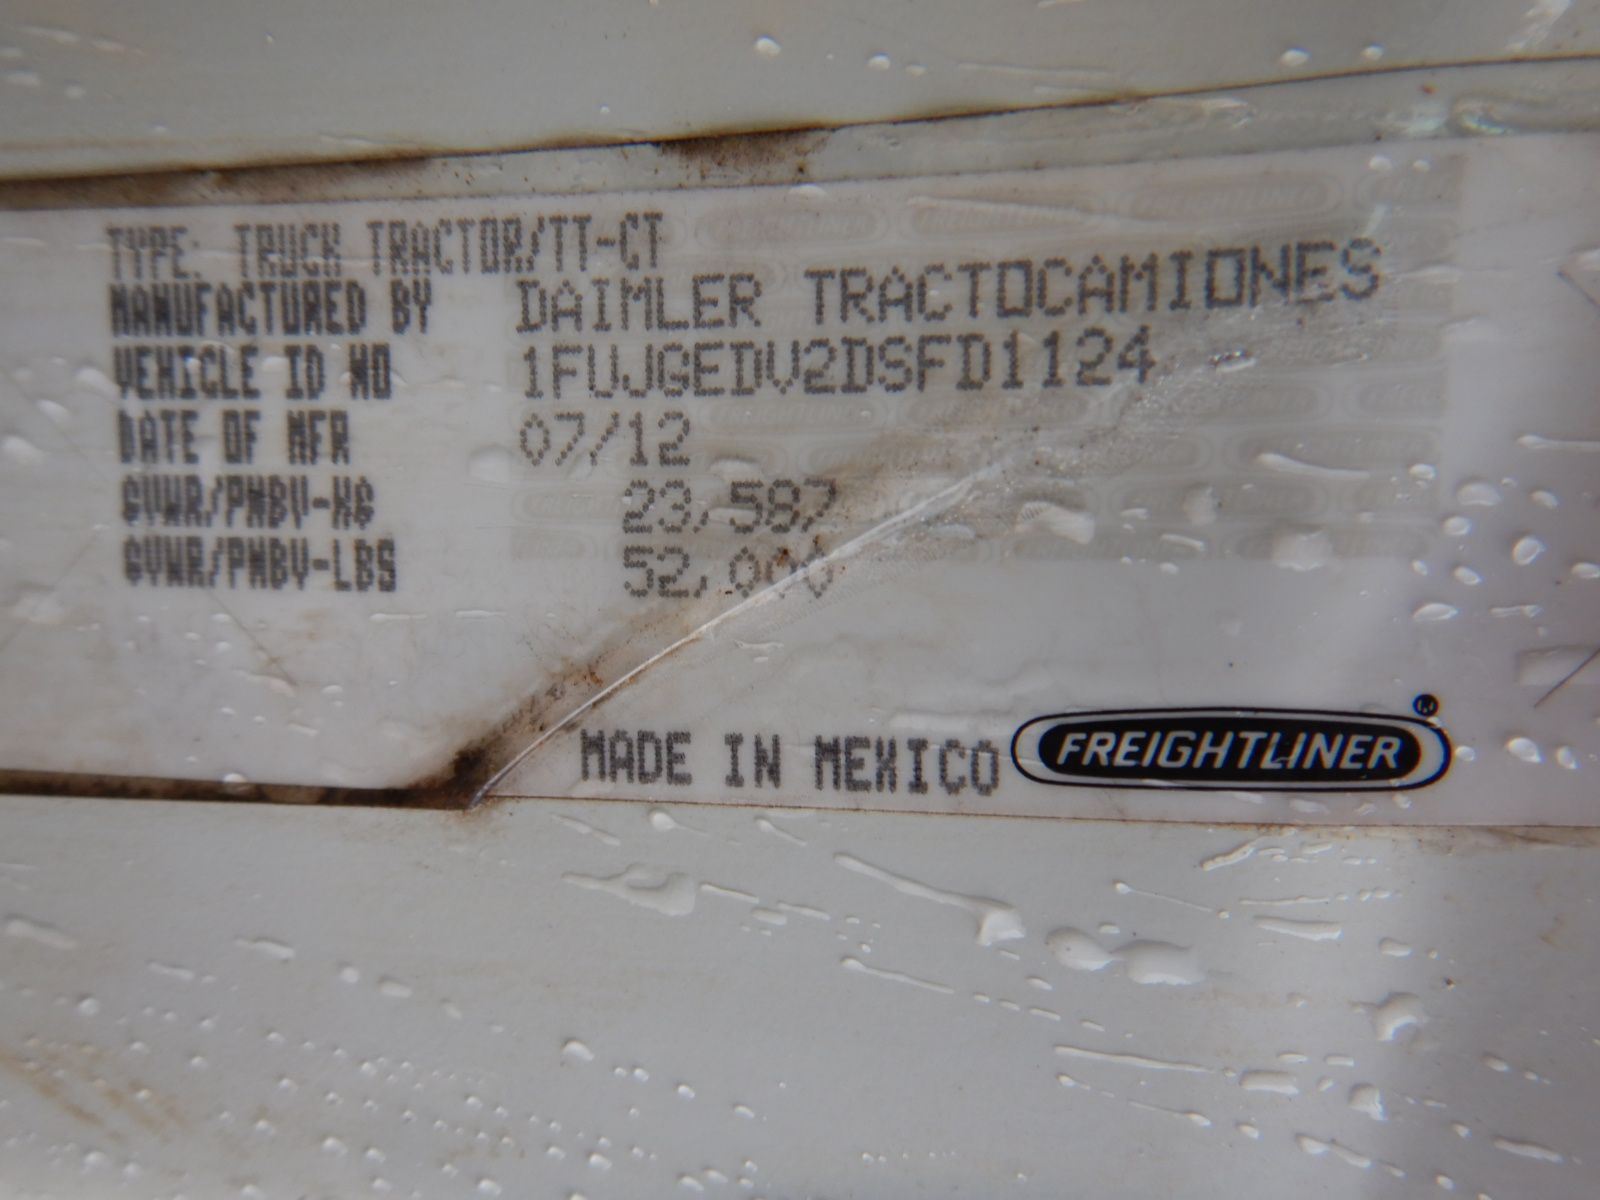 TYPE: TRUCK TRACTOR/TT-CT
MANUFACTURED BY DAIMLER TRACTOCAMIONES
VEHICLE ID NO 1FUJGEDV2DSFD1124
DATE OF MFR 07/12
GVWR/PNBV-KG 23,587
GVWR/PNBV-LBS 52,000
MADE IN MEXICO FREIGHTLINER